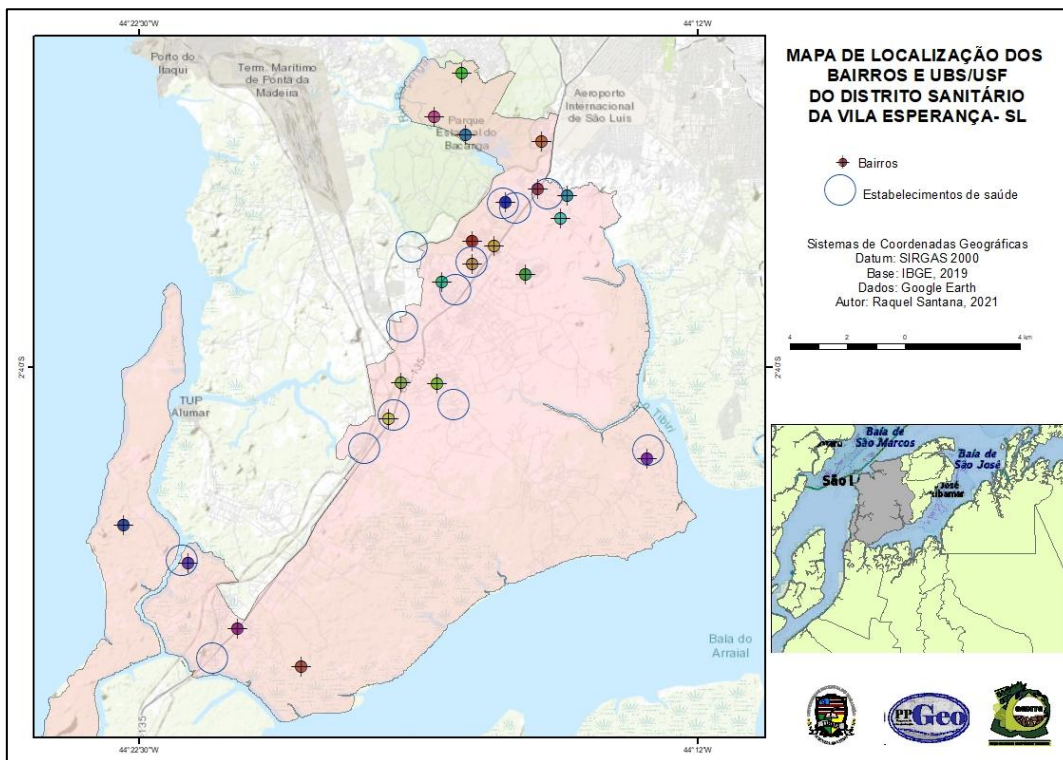 44°22'30"W
44°12'W
Porto do
Itaqui
Term. Marítimo
de Ponta da
Madeira
Aeroporto
Internacional
de São Luís
Parque
Bacanga
2°40'S
2°40'S
135
TUP
Alumar
Tibiri
Baía do
Arraial
135
44°22'30"W
44°12'W
MAPA DE LOCALIZAÇÃO DOS
BAIRROS E UBS/USF
DO DISTRITO SANITÁRIO
DA VILA ESPERANÇA- SL
Bairros
Estabelecimentos de saúde
Sistemas de Coordenadas Geográficas
Datum: SIRGAS 2000
Base: IBGE, 2019
Dados: Google Earth
Autor: Raquel Santana, 2021
4 2 0 4 km
Baía de
São Marcos
Baía de
São José
São L
José
PP
Geo